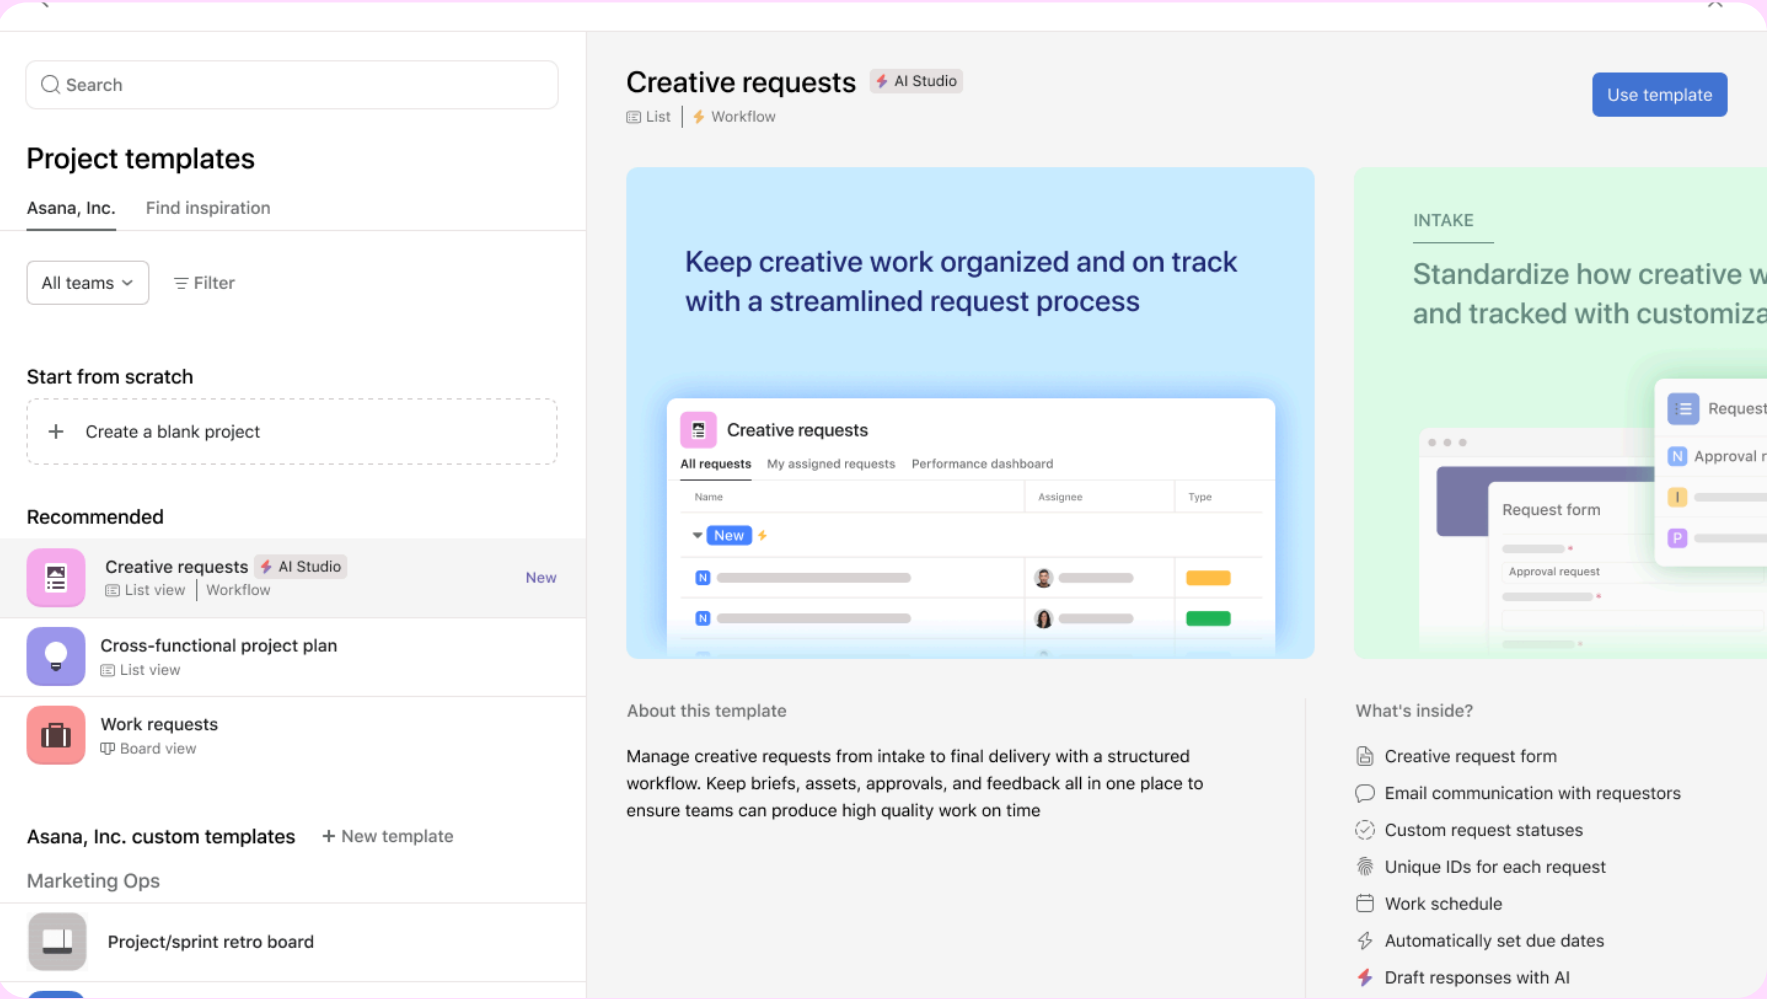 Search
Project templates
Asana, Inc. Find inspiration
All teams Filter
Start from scratch
+ Create a blank project
Recommended
Creative requests AI Studio
List view | Workflow
New
Cross-functional project plan
List view
Work requests
Board view
Asana, Inc. custom templates + New template
Marketing Ops
Project/sprint retro board
Creative requests AI Studio
List | Workflow
Use template
Keep creative work organized and on track
with a streamlined request process
Creative requests
All requests My assigned requests Performance dashboard
Name Assignee Type
New
N
N
INTAKE
Standardize how creative
and tracked with
Request form
Approval request
Request
N Approval
I
P
About this template
Manage creative requests from intake to final delivery with a structured
workflow. Keep briefs, assets, approvals, and feedback all in one place to
ensure teams can produce high quality work on time
What's inside?
Creative request form
Email communication with requestors
Custom request statuses
Unique IDs for each request
Work schedule
Automatically set due dates
Draft responses with AI